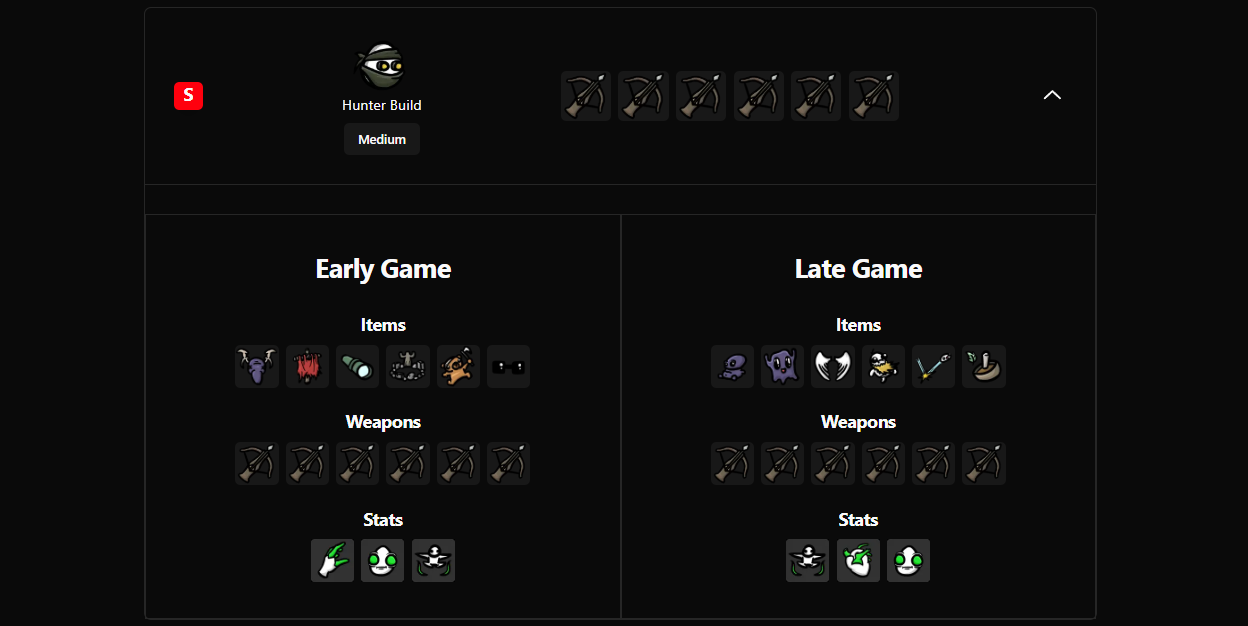 S
Hunter Build
Medium
Early Game
Items
Weapons
Stats
Late Game
Items
Weapons
Stats